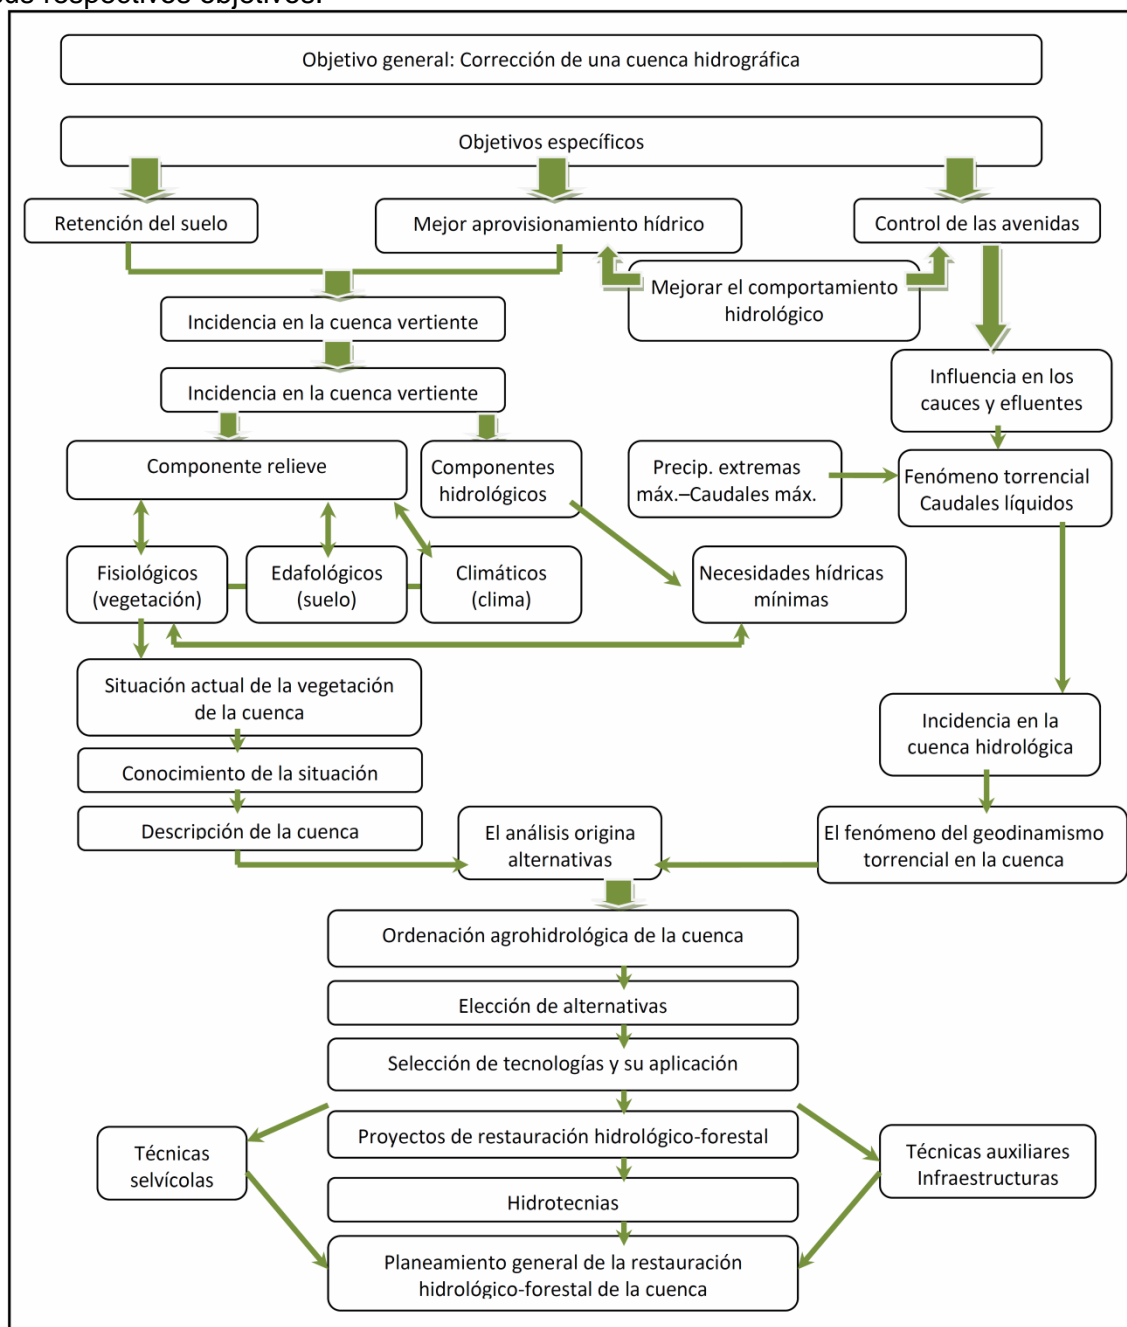 respectivos objetivos.
Objetivo general: Corrección de una cuenca hidrográfica
Objetivos específicos
Retención del suelo
Mejor aprovisionamiento hídrico
Control de las avenidas
Mejorar el comportamiento
hidrológico
Incidencia en la cuenca vertiente
Incidencia en la cuenca vertiente
Influencia en los
cauces y efluentes
Componente relieve
Componentes
hidrológicos
Precip. extremas
máx.–Caudales máx.
Fenómeno torrencial
Caudales líquidos
Fisiológicos
(vegetación)
Edafológicos
(suelo)
Climáticos
(clima)
Necesidades hídricas
mínimas
Situación actual de la vegetación
de la cuenca
Incidencia en la
cuenca hidrológica
Conocimiento de la situación
Descripción de la cuenca
El análisis origina
alternativas
El fenómeno del geodinamismo
torrencial en la cuenca
Ordenación agrohidrológica de la cuenca
Elección de alternativas
Selección de tecnologías y su aplicación
Proyectos de restauración hidrológico-forestal
Técnicas
selvícolas
Técnicas auxiliares
Infraestructuras
Hidrotecnias
Planeamiento general de la restauración
hidrológico-forestal de la cuenca